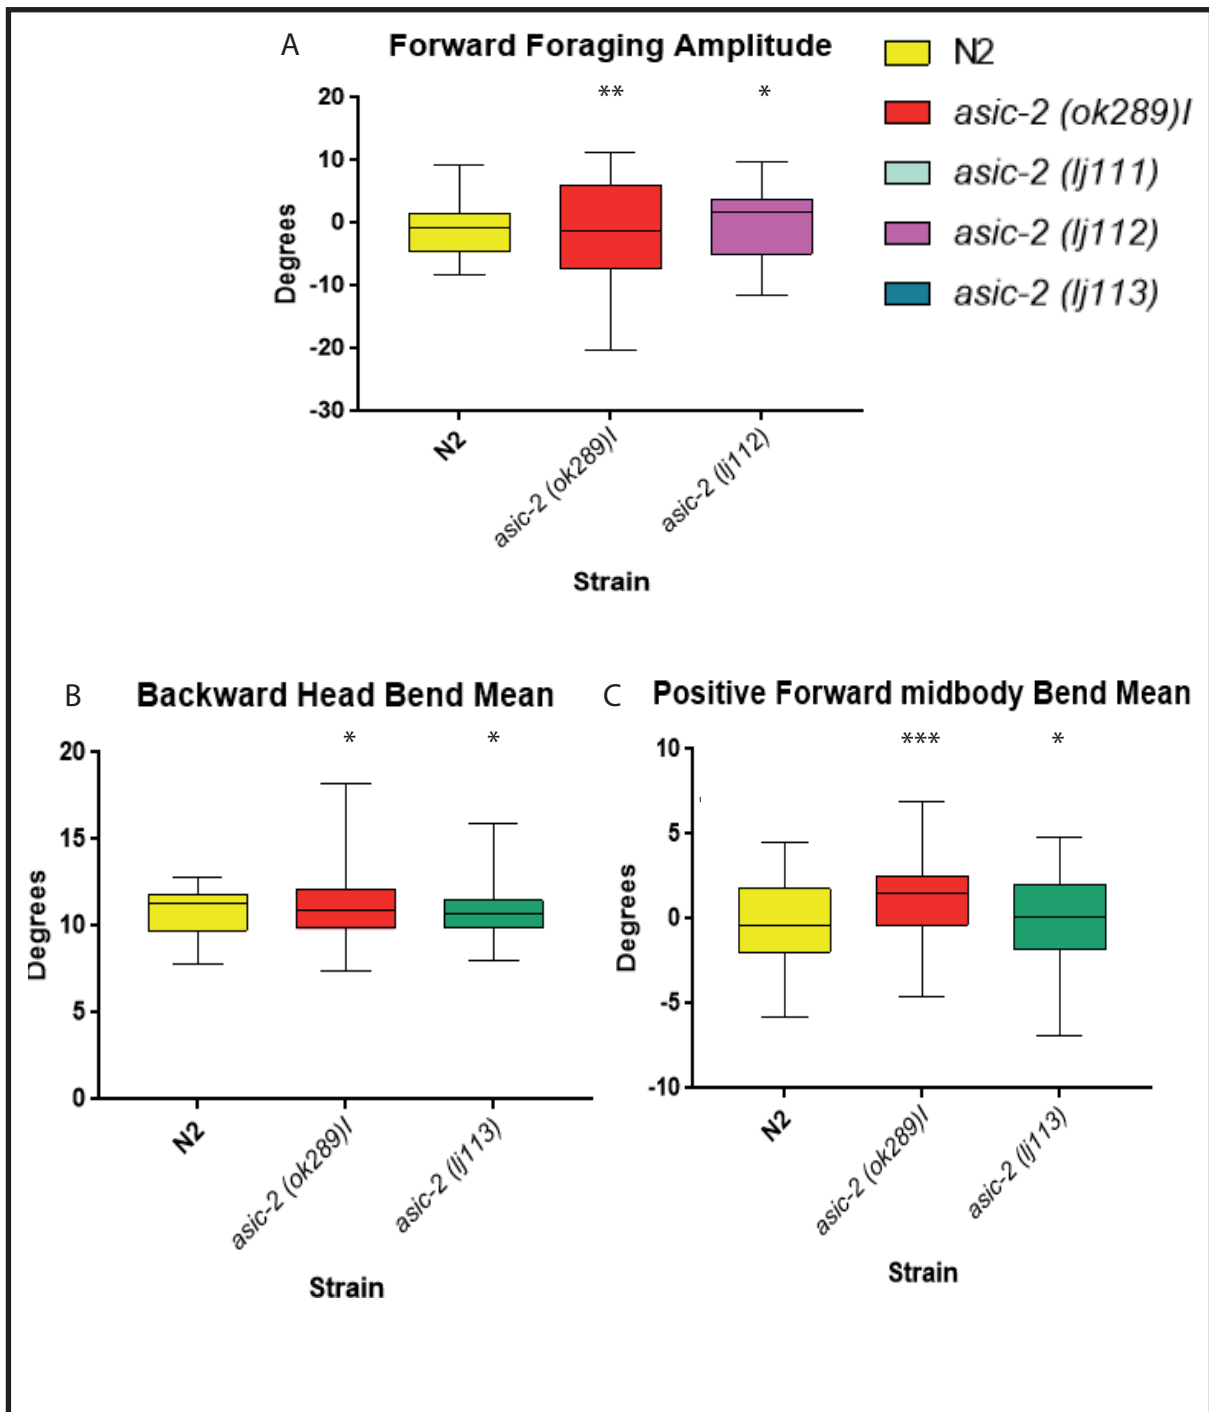 A
Forward Foraging Amplitude
** *
20
10
0
-10
-20
-30
Degrees
N2
asic-2 (ok289)I
asic-2 (lj112)
Strain
N2
asic-2 (ok289)I
asic-2 (lj111)
asic-2 (lj112)
asic-2 (lj113)
B
Backward Head Bend Mean
* *
20
15
10
5
0
Degrees
N2
asic-2 (ok289)I
asic-2 (lj113)
Strain
C
Positive Forward midbody Bend Mean
*** *
10
5
0
-5
-10
Degrees
N2
asic-2 (ok289)I
asic-2 (lj113)
Strain